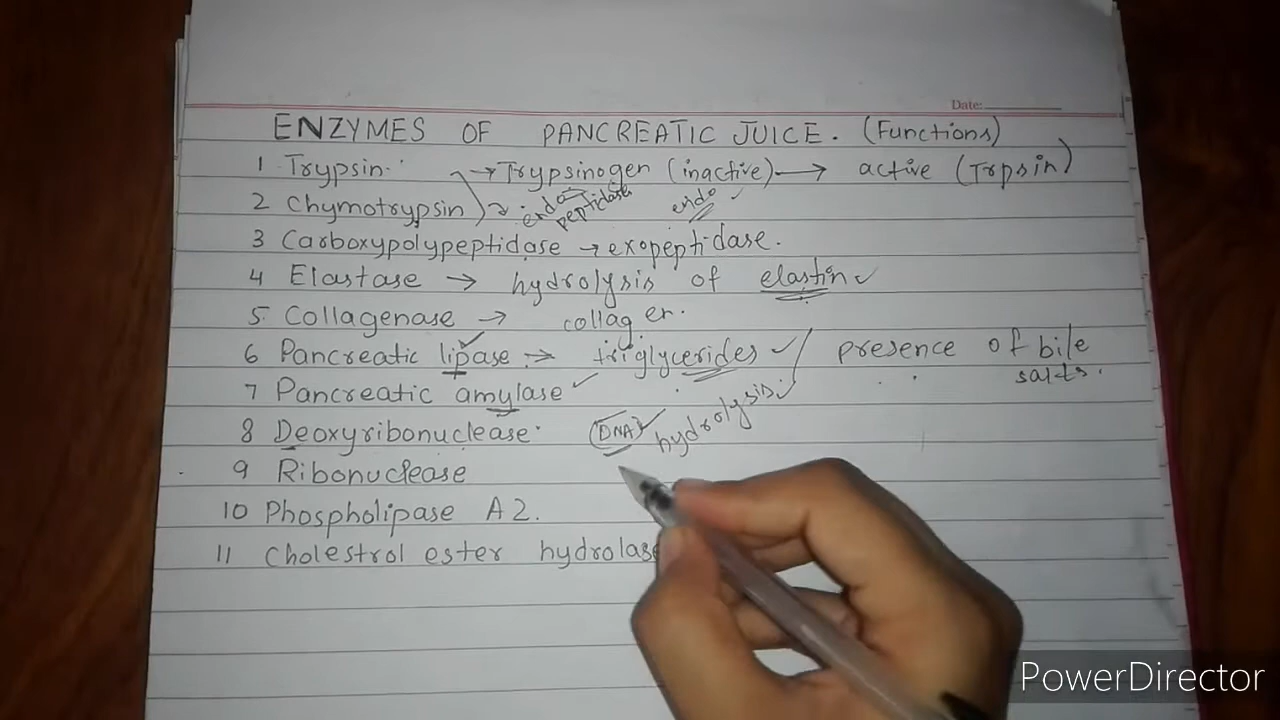 Date:
ENZYMES OF PANCREATIC JUICE. (Functions)
1 Trypsin. → Trypsinogen (inactive) → active (Trpsin)
2 Chymotrypsin endo peptidase endo
3 Carboxypolypeptidase → exopeptidase.
4 Elastase → hydrolysis of elastin
5. Collagenase → collagen.
6 Pancreatic lipase → triglycerides presence of bile salts.
7 Pancreatic amylase
8 Deoxyribonuclease DNA hydrolysis
9 Ribonuclease
10 Phospholipase A2.
11 Cholestrol ester hydrolas
PowerDirector